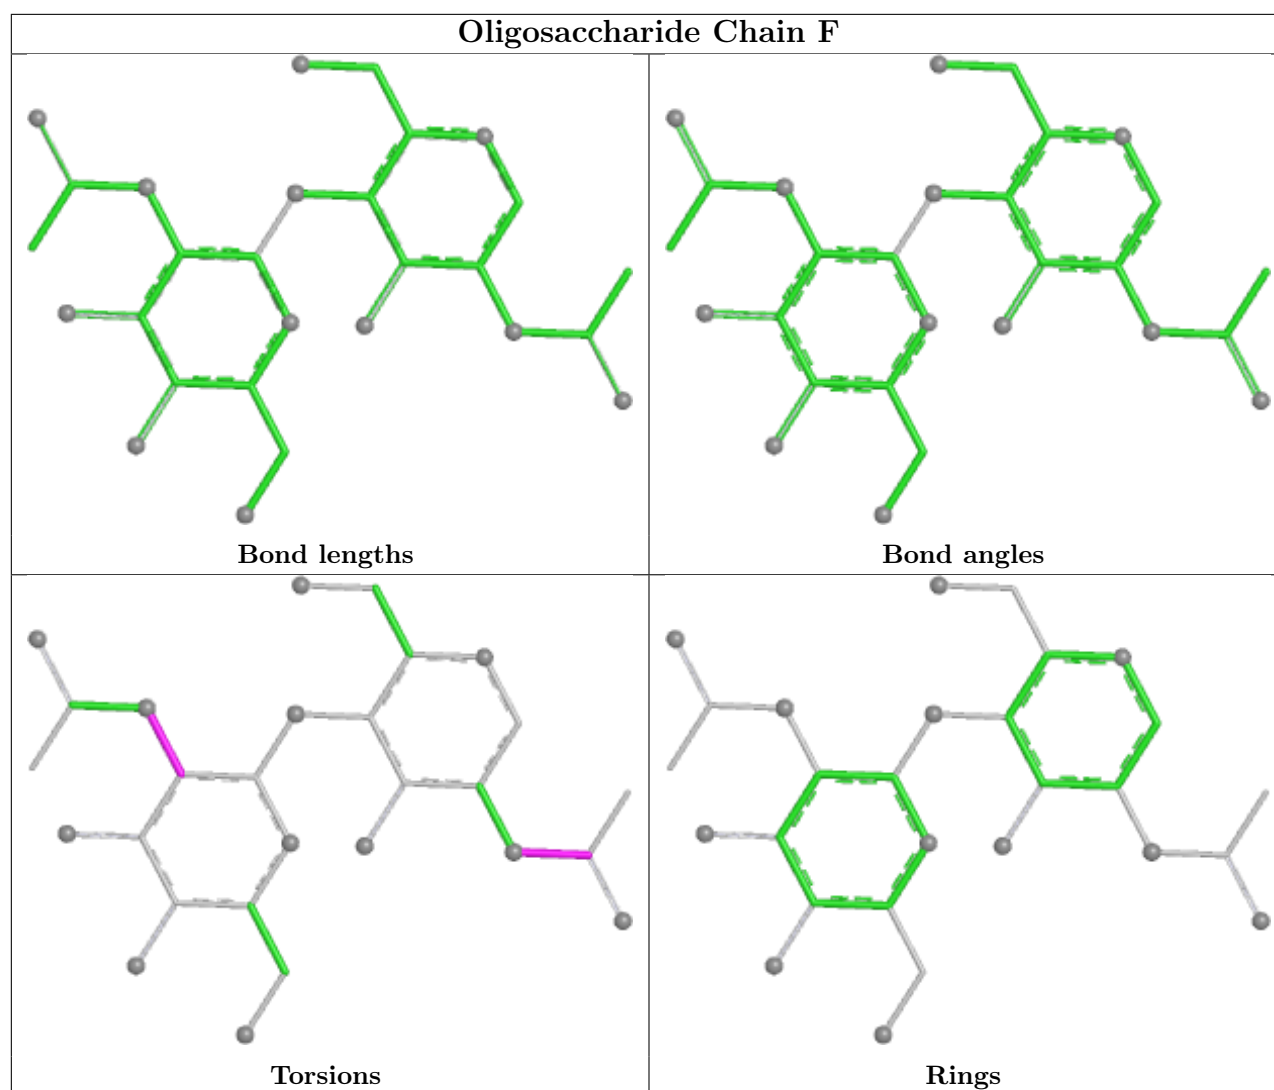 Oligosaccharide Chain F
Bond lengths
Bond angles
Torsions
Rings